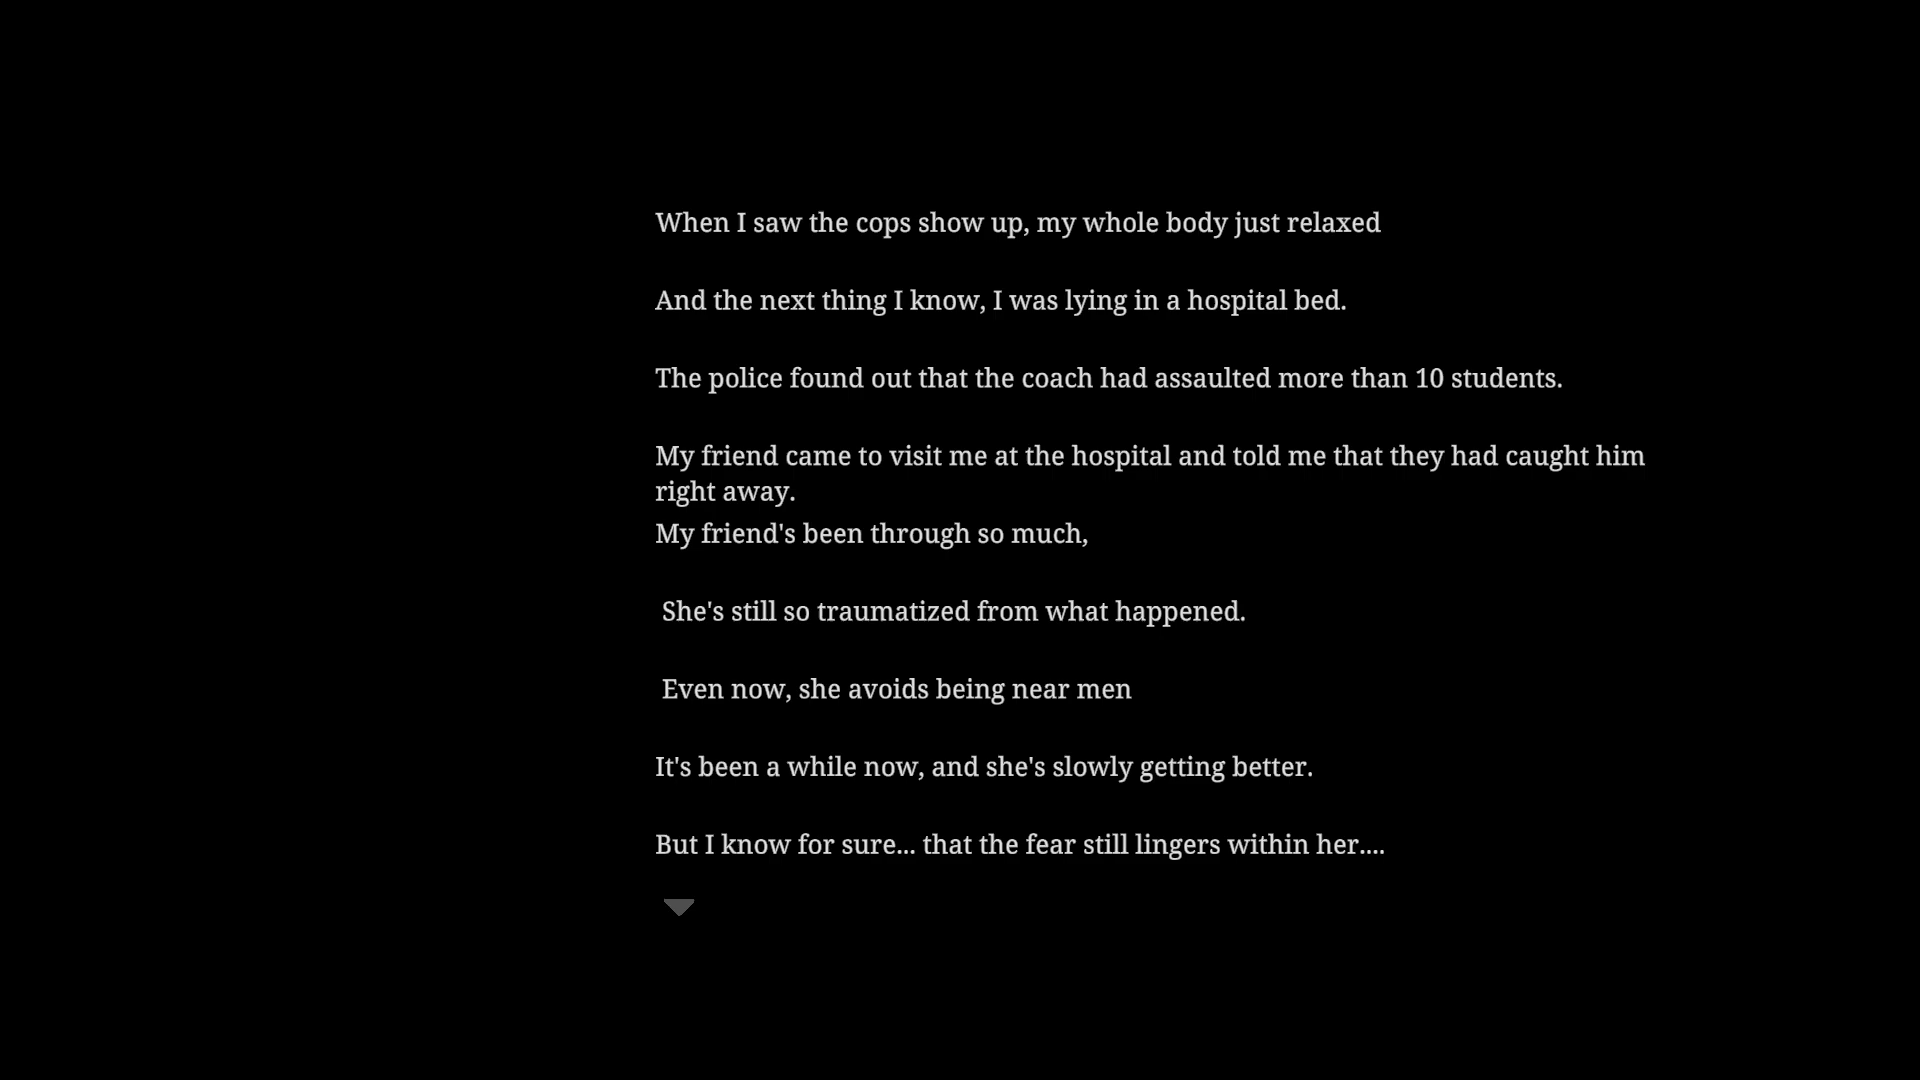 When I saw the cops show up, my whole body just relaxed
And the next thing I know, I was lying in a hospital bed.
The police found out that the coach had assaulted more than 10 students.
My friend came to visit me at the hospital and told me that they had caught him
right away.
My friend's been through so much,
She's still so traumatized from what happened.
Even now, she avoids being near men
It's been a while now, and she's slowly getting better.
But I know for sure... that the fear still lingers within her....